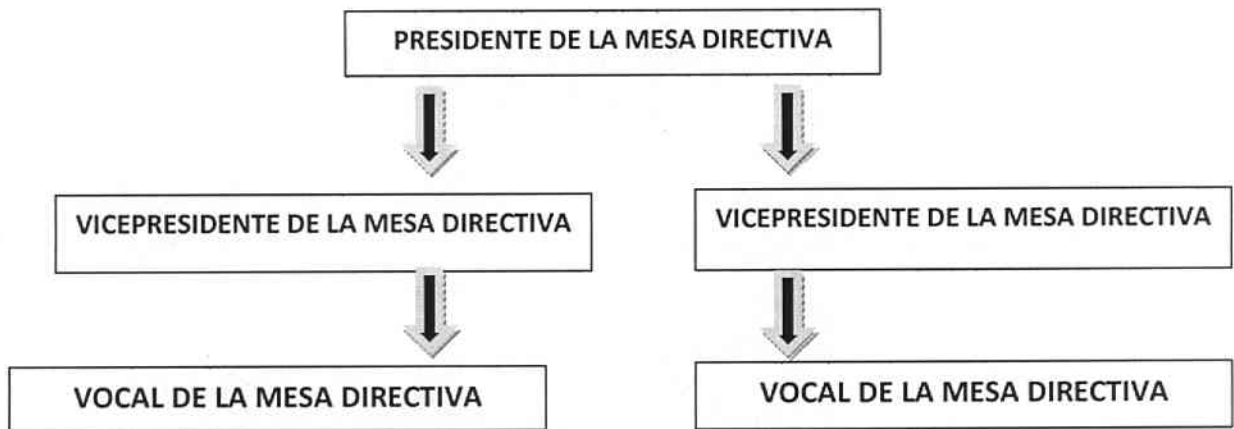 PRESIDENTE DE LA MESA DIRECTIVA
VICEPRESIDENTE DE LA MESA DIRECTIVA
VICEPRESIDENTE DE LA MESA DIRECTIVA
VOCAL DE LA MESA DIRECTIVA
VOCAL DE LA MESA DIRECTIVA